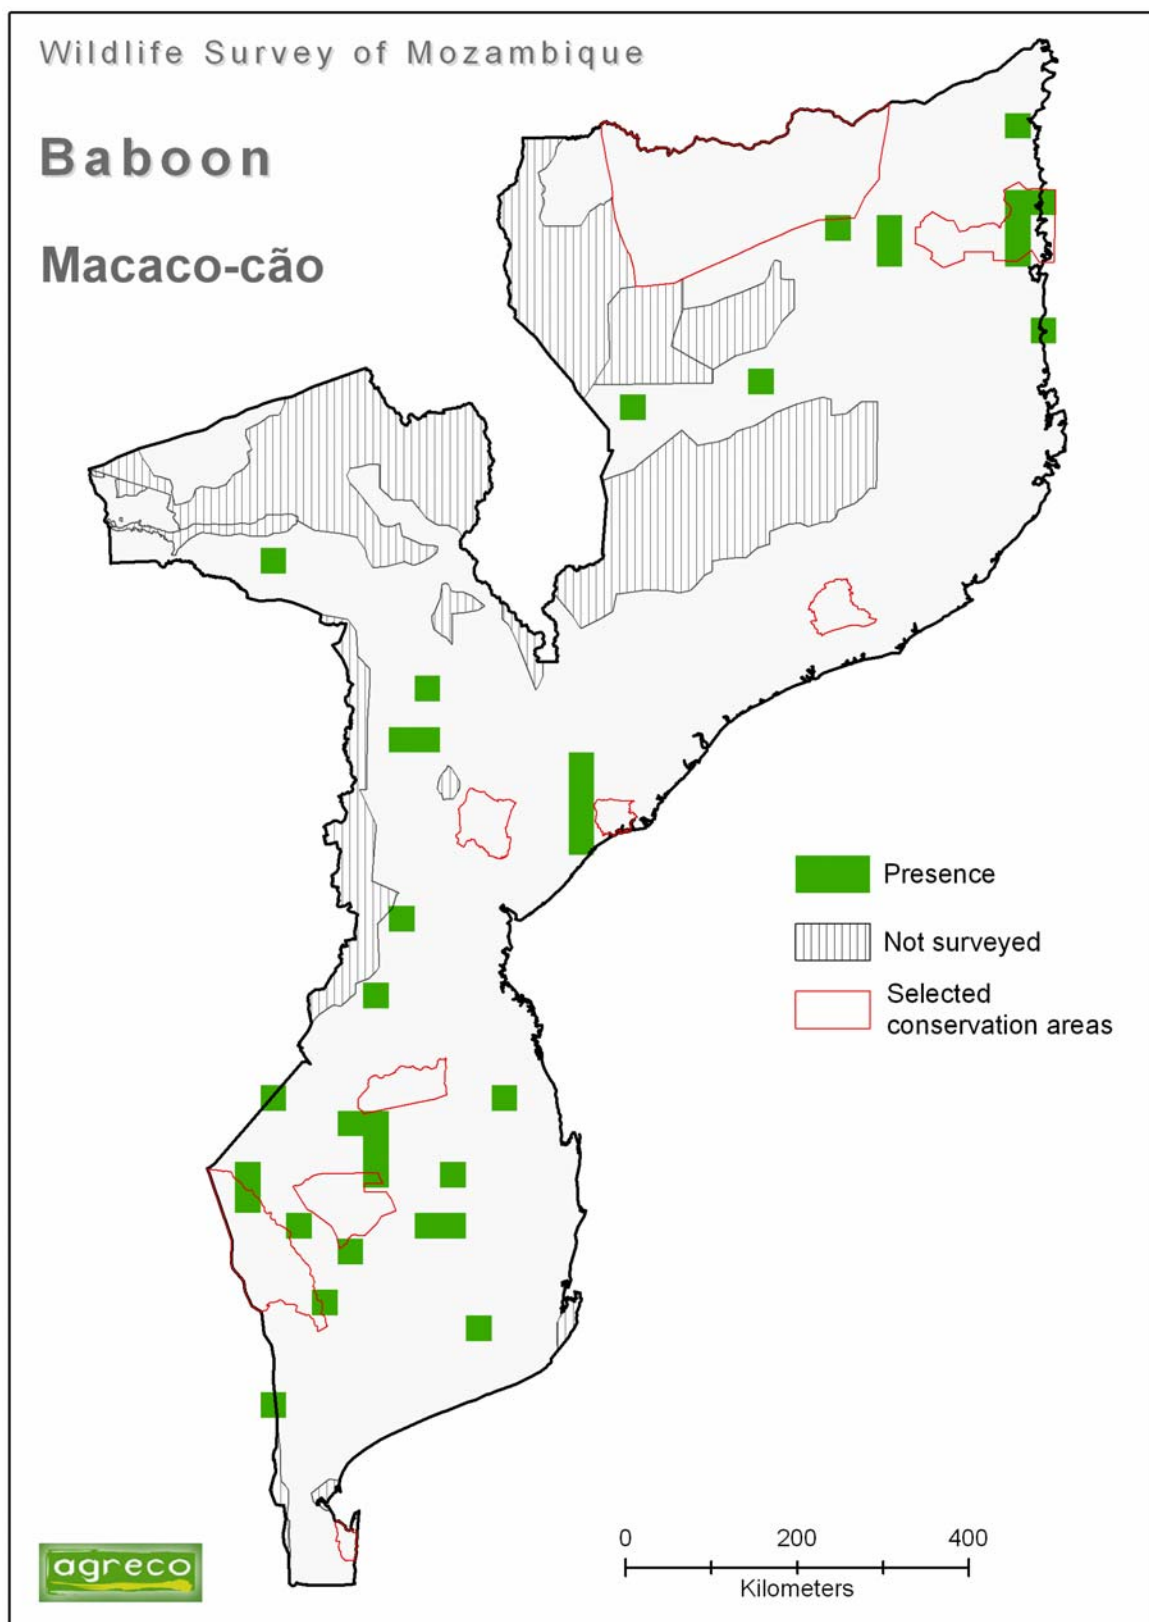 Wildlife Survey of Mozambique
Baboon
Macaco-cão
Presence
Not surveyed
Selected
conservation areas
agreco
0 200 400
Kilometers